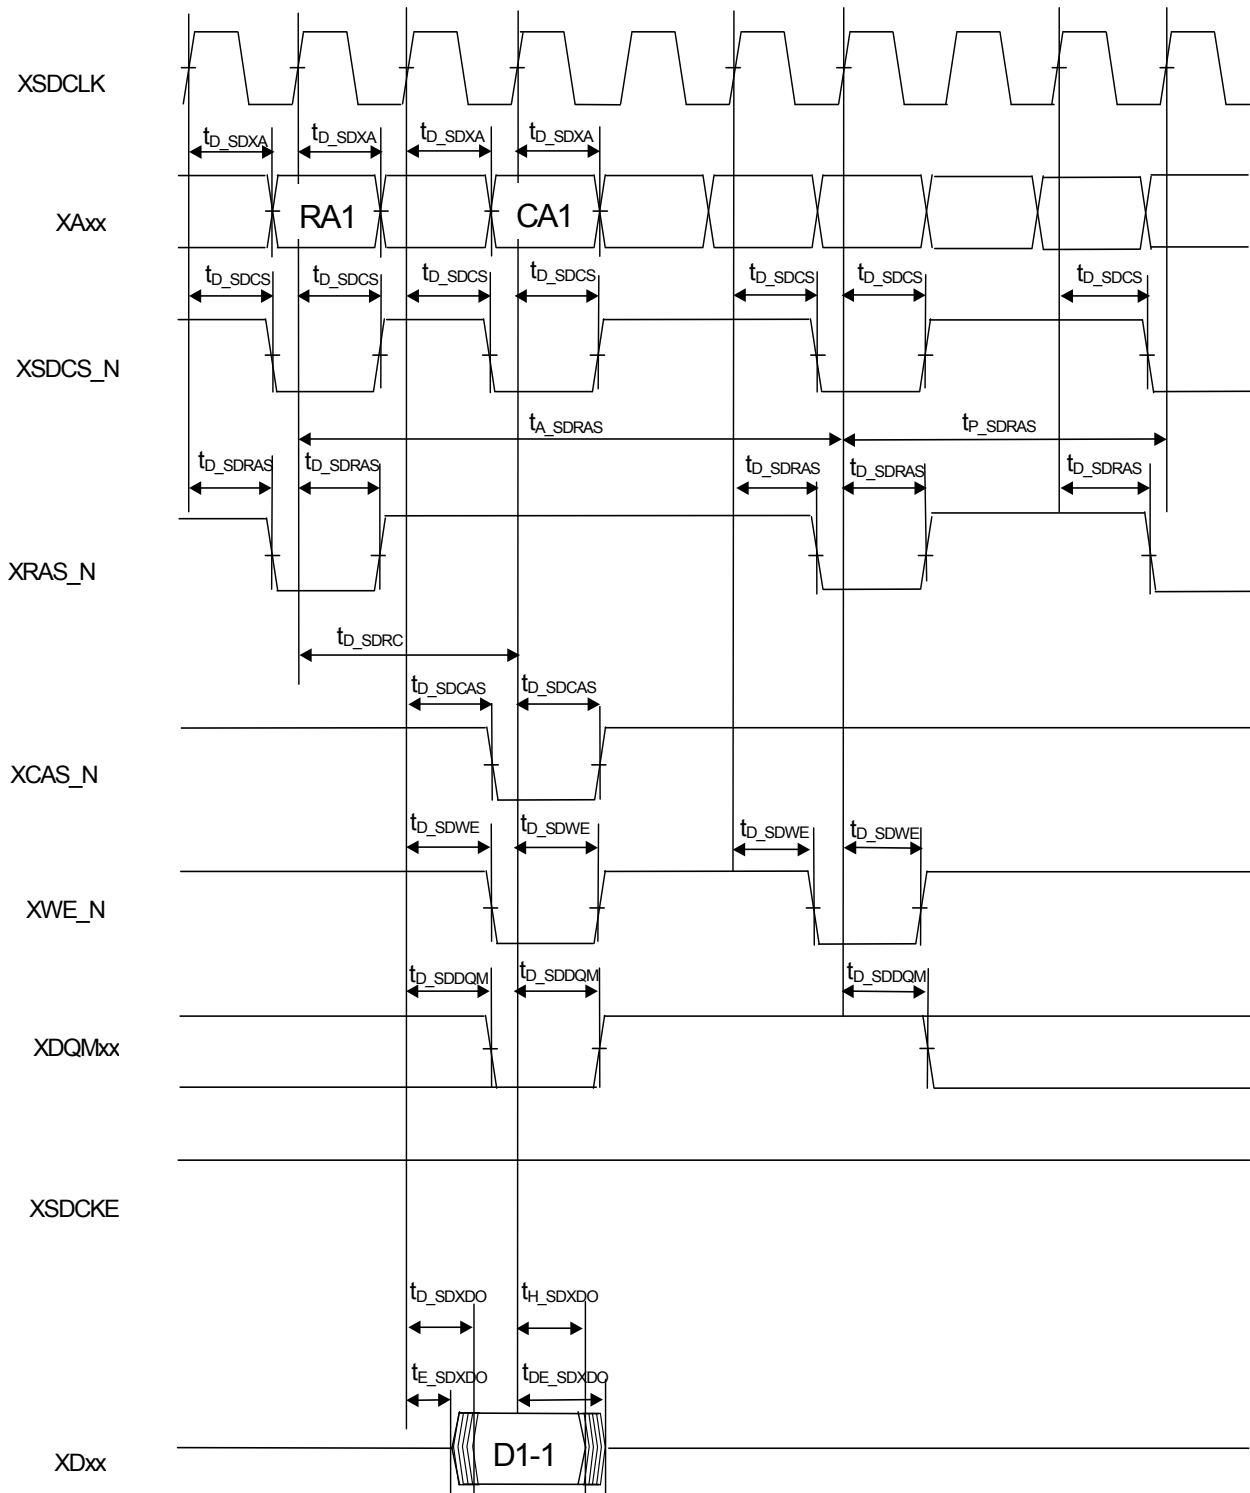 XSDCLK
tD_SDXA tD_SDXA tD_SDXA tD_SDXA
XAxx RA1 CA1
tD_SDCS tD_SDCS tD_SDCS tD_SDCS tD_SDCS tD_SDCS tD_SDCS
XSDCS_N
tA_SDRAS tP_SDRAS
tD_SDRAS tD_SDRAS tD_SDRAS tD_SDRAS tD_SDRAS
XRAS_N
tD_SDRC
tD_SDCAS tD_SDCAS
XCAS_N
tD_SDWE tD_SDWE tD_SDWE tD_SDWE
XWE_N
tD_SDDQM tD_SDDQM tD_SDDQM
XDQMxx
XSDCKE
tD_SDXDO tH_SDXDO
tE_SDXDO tDE_SDXDO
XDxx D1-1